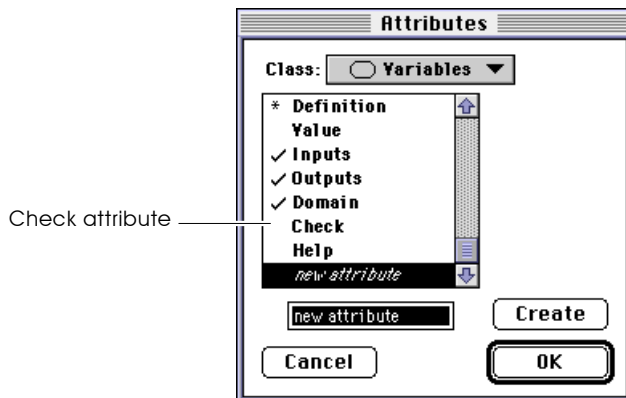 Attributes
Class: Variables
* Definition
Value
✓ Inputs
✓ Outputs
✓ Domain
Check attribute
Check
Help
new attribute
new attribute
Create
Cancel
OK